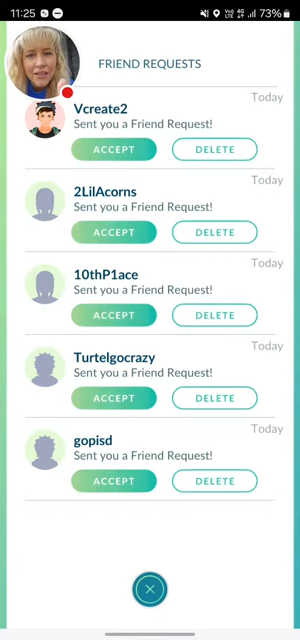 11:25
73%
FRIEND REQUESTS
Today
Vcreate2
Sent you a Friend Request!
ACCEPT DELETE
Today
2LilAcorns
Sent you a Friend Request!
ACCEPT DELETE
Today
10thP1ace
Sent you a Friend Request!
ACCEPT DELETE
Today
Turtelgocrazy
Sent you a Friend Request!
ACCEPT DELETE
Today
gopisd
Sent you a Friend Request!
ACCEPT DELETE